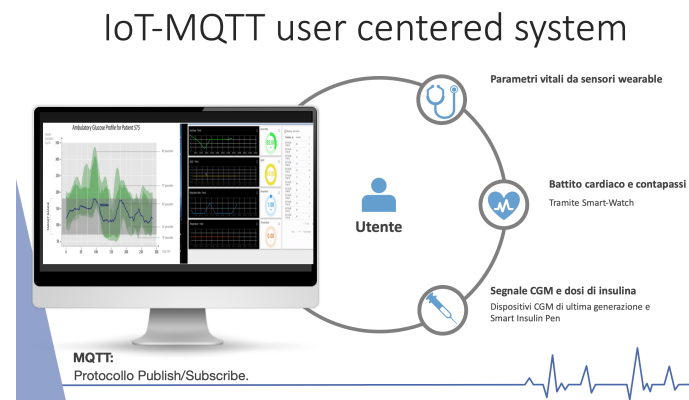 IoT-MQTT user centered system
Parametri vitali da sensori wearable
Ambulatory Glucose Profile for Patient 575
Battito cardiaco e contapassi
Tramite Smart-Watch
Utente
Segnale CGM e dosi di insulina
Dispositivi CGM di ultima generazione e
Smart Insulin Pen
MQTT:
Protocollo Publish/Subscribe.